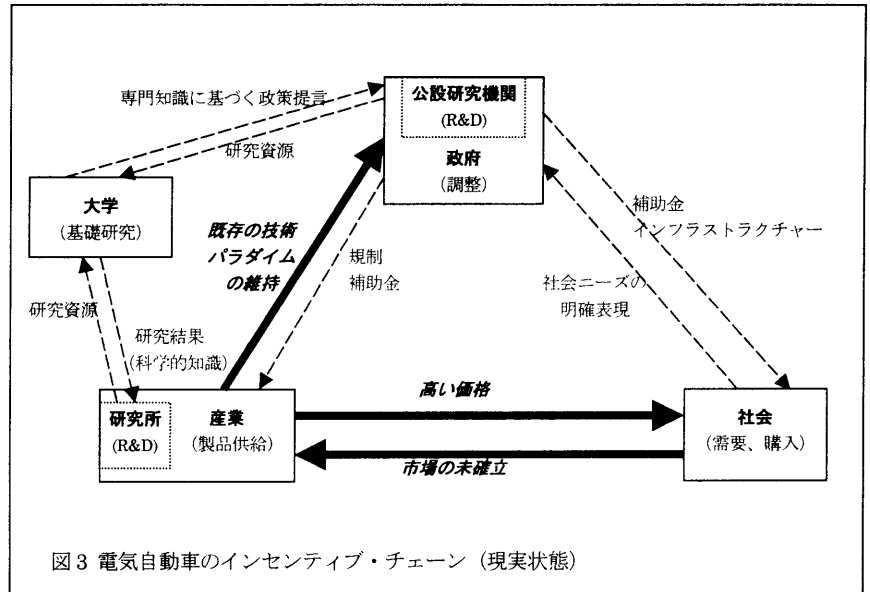 専門知識に基づく政策提言
公設研究機関
(R&D)
研究資源
政府
(調整)
大学
(基礎研究)
既存の技術
パラダイム
の維持
規制
補助金
補助金
インフラストラクチャー
社会ニーズの
明確表現
研究資源
研究結果
(科学的知識)
研究所
(R&D)
産業
(製品供給)
高い価格
市場の未確立
社会
(需要、購入)
図3 電気自動車のインセンティブ・チェーン（現実状態）